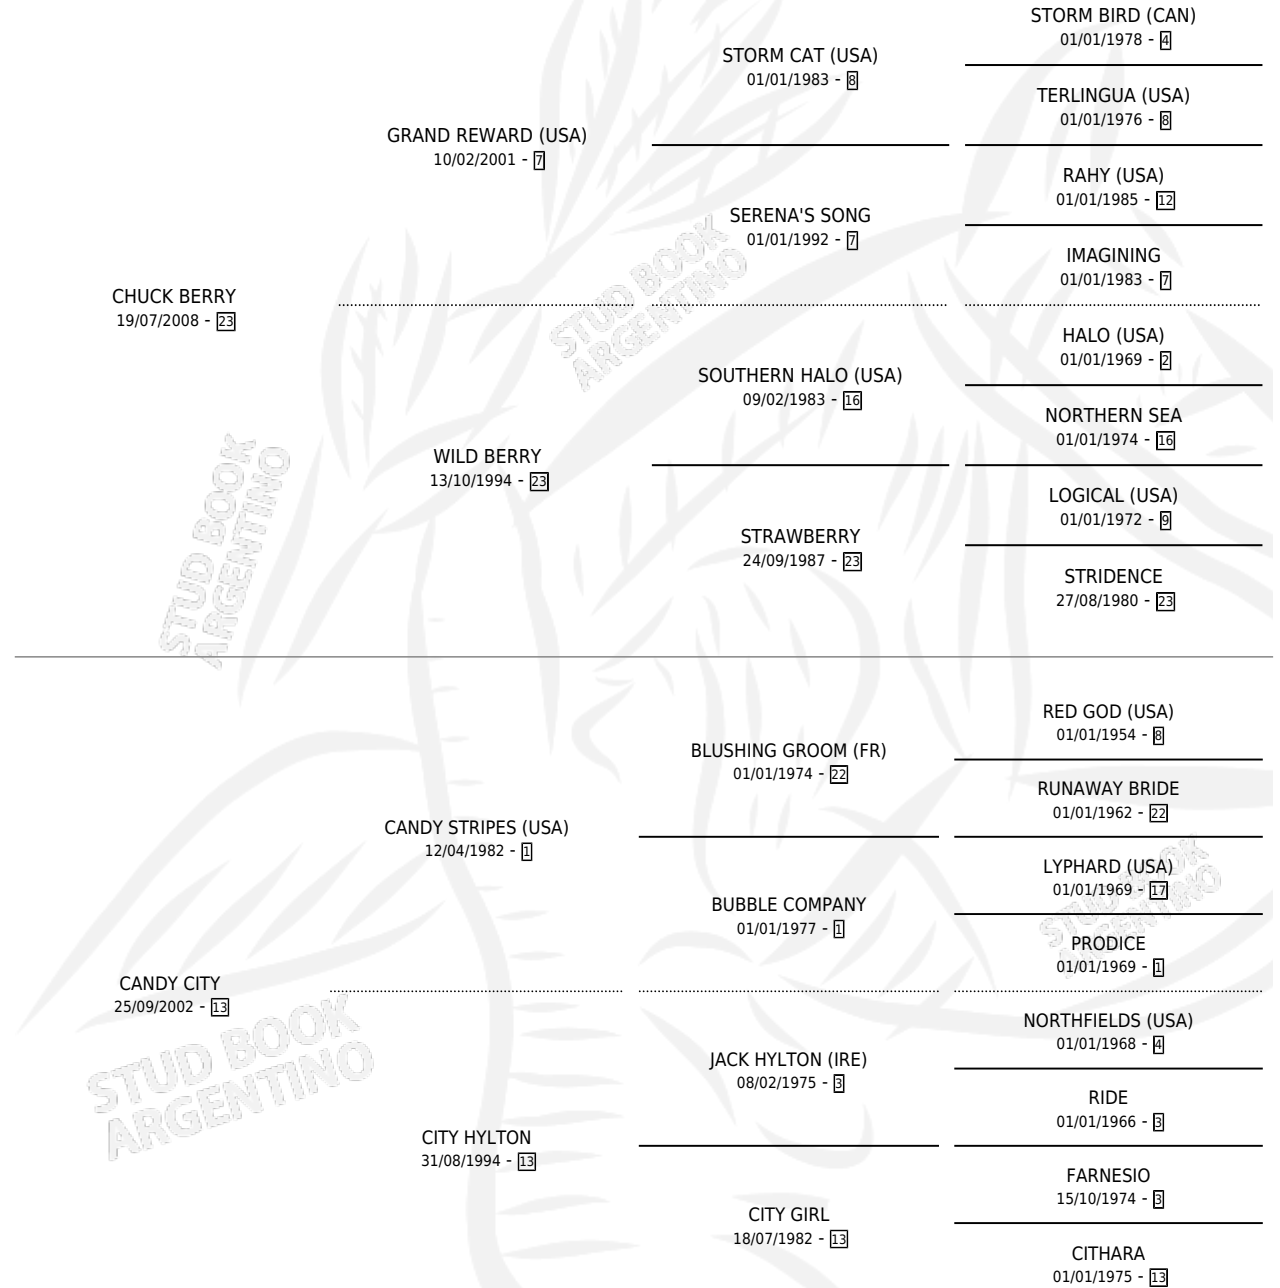 STORM BIRD (CAN)
01/01/1978 - 4
STORM CAT (USA)
01/01/1983 - 8
TERLINGUA (USA)
01/01/1976 - 8
GRAND REWARD (USA)
10/02/2001 - 7
RAHY (USA)
01/01/1985 - 12
SERENA'S SONG
01/01/1992 - 7
IMAGINING
01/01/1983 - 7
CHUCK BERRY
19/07/2008 - 23
HALO (USA)
01/01/1969 - 2
SOUTHERN HALO (USA)
09/02/1983 - 16
NORTHERN SEA
01/01/1974 - 16
WILD BERRY
13/10/1994 - 23
LOGICAL (USA)
01/01/1972 - 9
STRAWBERRY
24/09/1987 - 23
STRIDENCE
27/08/1980 - 23
RED GOD (USA)
01/01/1954 - 8
BLUSHING GROOM (FR)
01/01/1974 - 22
RUNAWAY BRIDE
01/01/1962 - 22
CANDY STRIPES (USA)
12/04/1982 - 1
LYPHARD (USA)
01/01/1969 - 17
BUBBLE COMPANY
01/01/1977 - 1
PRODICE
01/01/1969 - 1
CANDY CITY
25/09/2002 - 13
NORTHFIELDS (USA)
01/01/1968 - 4
JACK HYLTON (IRE)
08/02/1975 - 3
RIDE
01/01/1966 - 3
CITY HYLTON
31/08/1994 - 13
FARNESIO
15/10/1974 - 3
CITY GIRL
18/07/1982 - 13
CITHARA
01/01/1975 - 13
STUD BOOK
ARGENTINO
STUD BOOK
ARGENTINO
STUD BOOK
ARGENTINO
STUD BOOK
ARGENTINO